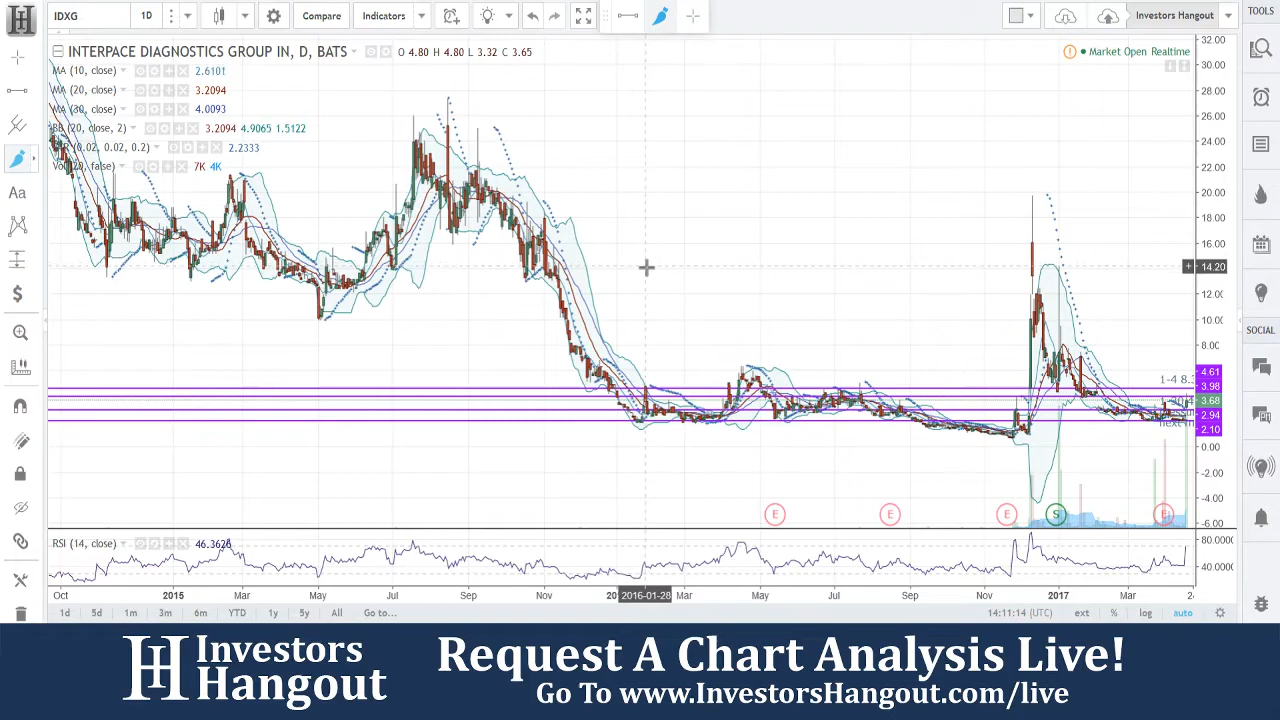 IDXG 1D Compare Indicators Investors Hangout TOOLS
INTERPACE DIAGNOSTICS GROUP IN, D, BATS O 4.80 H 4.80 L 3.32 C 3.65 Market Open Realtime
MA (10, close) 2.6101
MA (20, close) 3.2094
MA (30, close) 4.0093
BB (20, close, 2) 3.2094 4.9065 1.5122
(0.02, 0.02, 0.2) 2.2333
Vol (20, false) 7K 4K
32.00
30.00
28.00
26.00
24.00
22.00
20.00
18.00
16.00
14.20
12.00
10.00
8.00
4.61
3.98
3.68
2.94
2.10
0.00
-2.00
-4.00
-6.00
1-4 8.
SOCIAL
E E E S E
RSI (14, close) 46.3626
80.0000
40.0000
Oct 2015 Mar May Jul Sep Nov 2016-01-28 Mar May Jul Sep Nov 2017 Mar
1d 5d 1m 3m 6m YTD 1y 5y All Go to... 14:11:14 (UTC) ext % log auto
Aa
$
H
Investors
Hangout
Request A Chart Analysis Live!
Go To www.InvestorsHangout.com/live